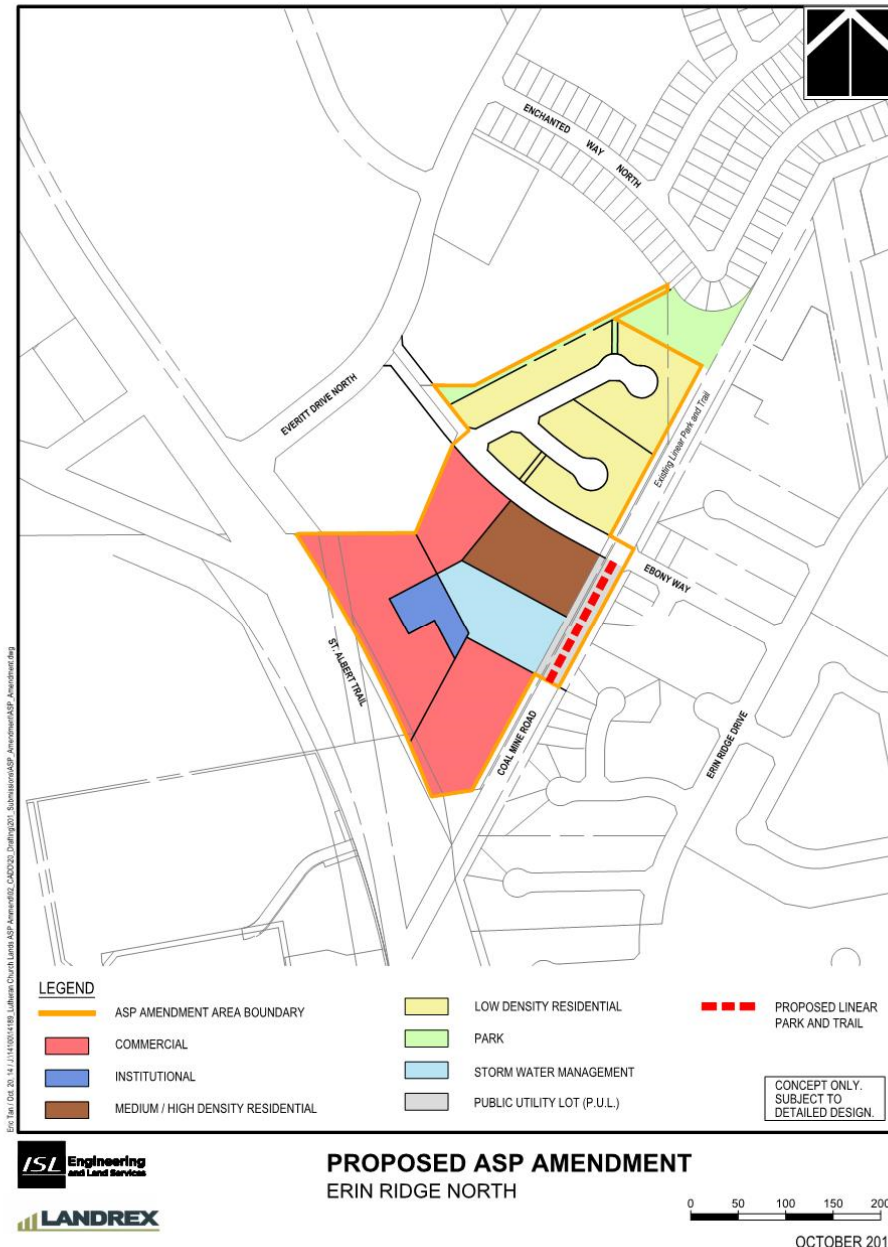 ENCHANTED
WAY NORTH
EVERITT DRIVE NORTH
Existing Linear Park and Trail
EBONY WAY
ST. ALBERT TRAIL
COAL MINE ROAD
ERIN RIDGE DRIVE
LEGEND
ASP AMENDMENT AREA BOUNDARY
COMMERCIAL
INSTITUTIONAL
MEDIUM / HIGH DENSITY RESIDENTIAL
LOW DENSITY RESIDENTIAL
PARK
STORM WATER MANAGEMENT
PUBLIC UTILITY LOT (P.U.L.)
PROPOSED LINEAR
PARK AND TRAIL
CONCEPT ONLY.
SUBJECT TO
DETAILED DESIGN.
ISL Engineering
and Land Services
LANDREX
PROPOSED ASP AMENDMENT
ERIN RIDGE NORTH
0 50 100 150 200
OCTOBER 201